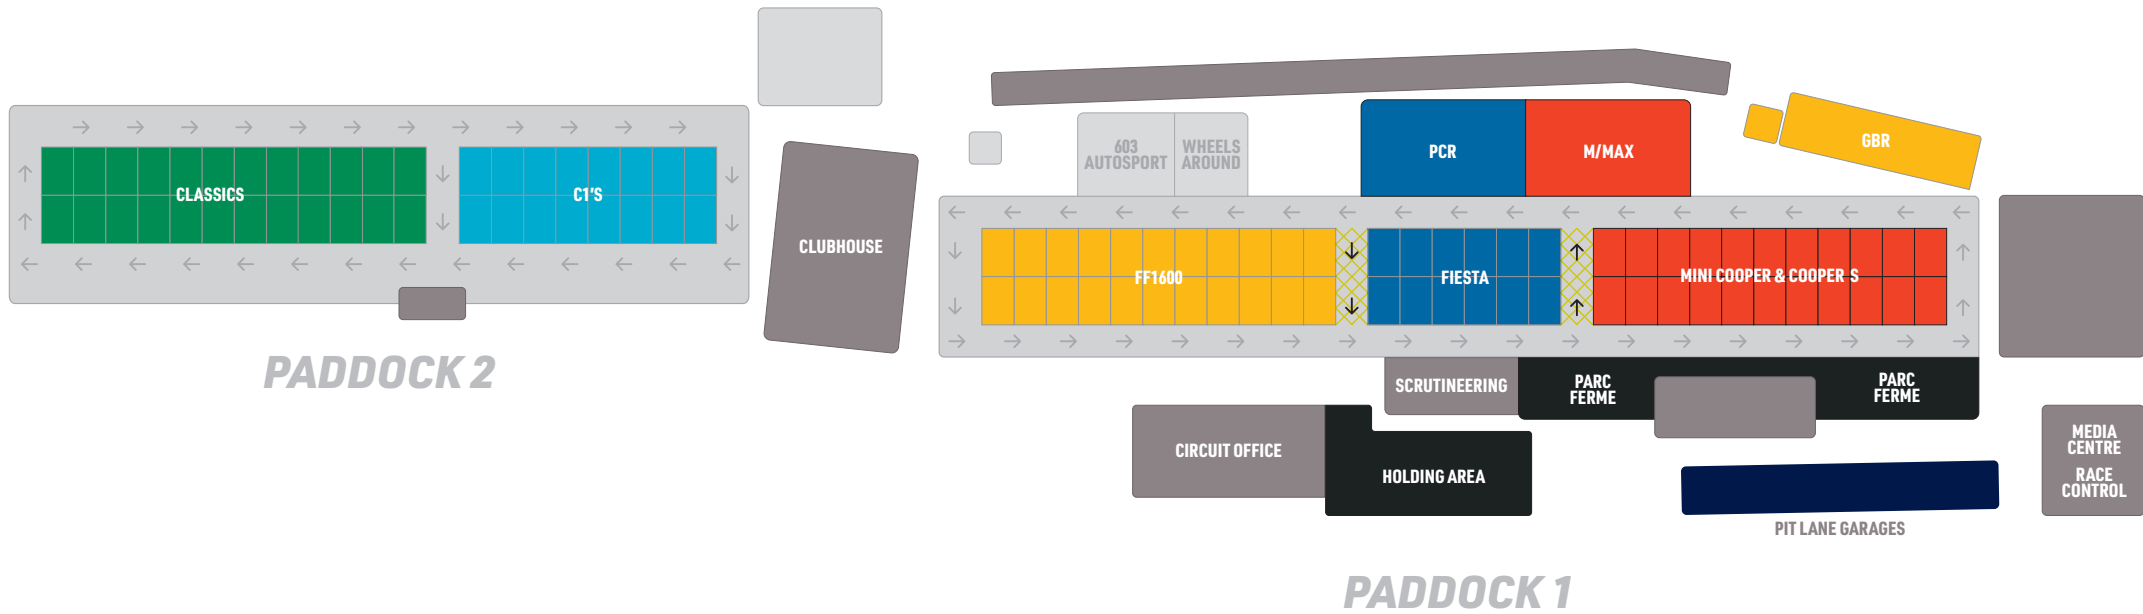 CLASSICS
C1'S
PADDOCK 2
CLUBHOUSE
603
AUTOSPORT
WHEELS
AROUND
PCR
M/MAX
GBR
FF1600
FIESTA
MINI COOPER & COOPER S
SCRUTINEERING
PARC
FERME
PARC
FERME
CIRCUIT OFFICE
HOLDING AREA
MEDIA
CENTRE
RACE
CONTROL
PIT LANE GARAGES
PADDOCK 1